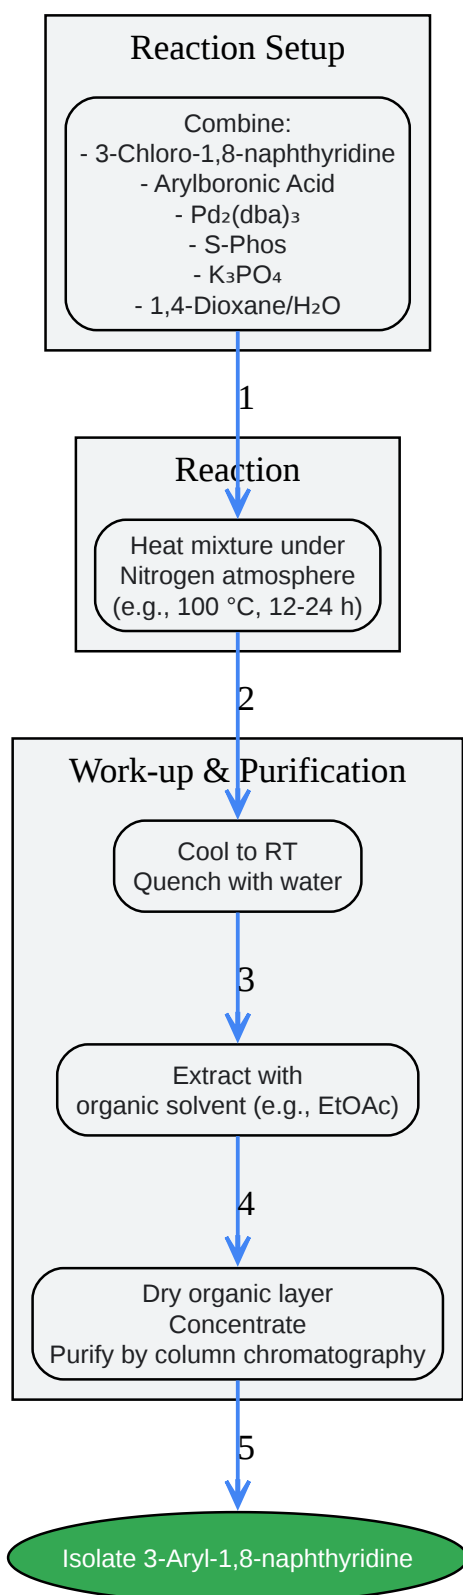 Reaction Setup
Combine:
- 3-Chloro-1,8-naphthyridine
- Arylboronic Acid
- Pd₂(dba)₃
- S-Phos
- K₃PO₄
- 1,4-Dioxane/H₂O
1
Reaction
Heat mixture under
Nitrogen atmosphere
(e.g., 100 °C, 12-24 h)
2
Work-up & Purification
Cool to RT
Quench with water
3
Extract with
organic solvent (e.g., EtOAc)
4
Dry organic layer
Concentrate
Purify by column chromatography
5
Isolate 3-Aryl-1,8-naphthyridine